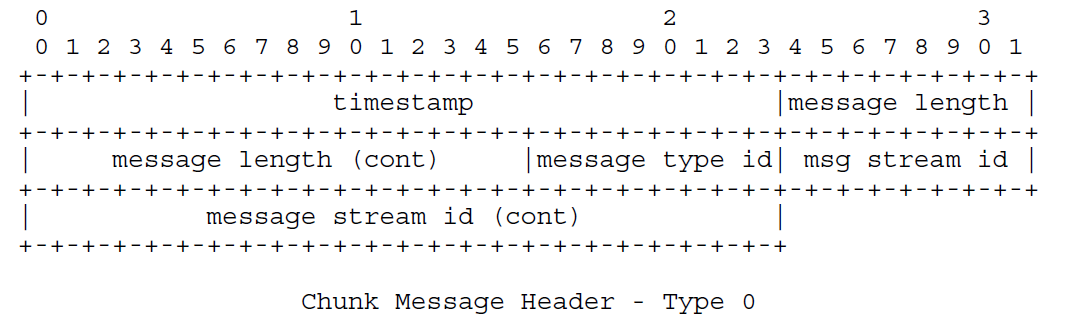 0                   1                   2                   3
 0 1 2 3 4 5 6 7 8 9 0 1 2 3 4 5 6 7 8 9 0 1 2 3 4 5 6 7 8 9 0 1
+-+-+-+-+-+-+-+-+-+-+-+-+-+-+-+-+-+-+-+-+-+-+-+-+-+-+-+-+-+-+-+-+
|                   timestamp                   |message length |
+-+-+-+-+-+-+-+-+-+-+-+-+-+-+-+-+-+-+-+-+-+-+-+-+-+-+-+-+-+-+-+-+
|     message length (cont)     |message type id| msg stream id |
+-+-+-+-+-+-+-+-+-+-+-+-+-+-+-+-+-+-+-+-+-+-+-+-+-+-+-+-+-+-+-+-+
|           message stream id (cont)            |
+-+-+-+-+-+-+-+-+-+-+-+-+-+-+-+-+-+-+-+-+-+-+-+-+
Chunk Message Header - Type 0